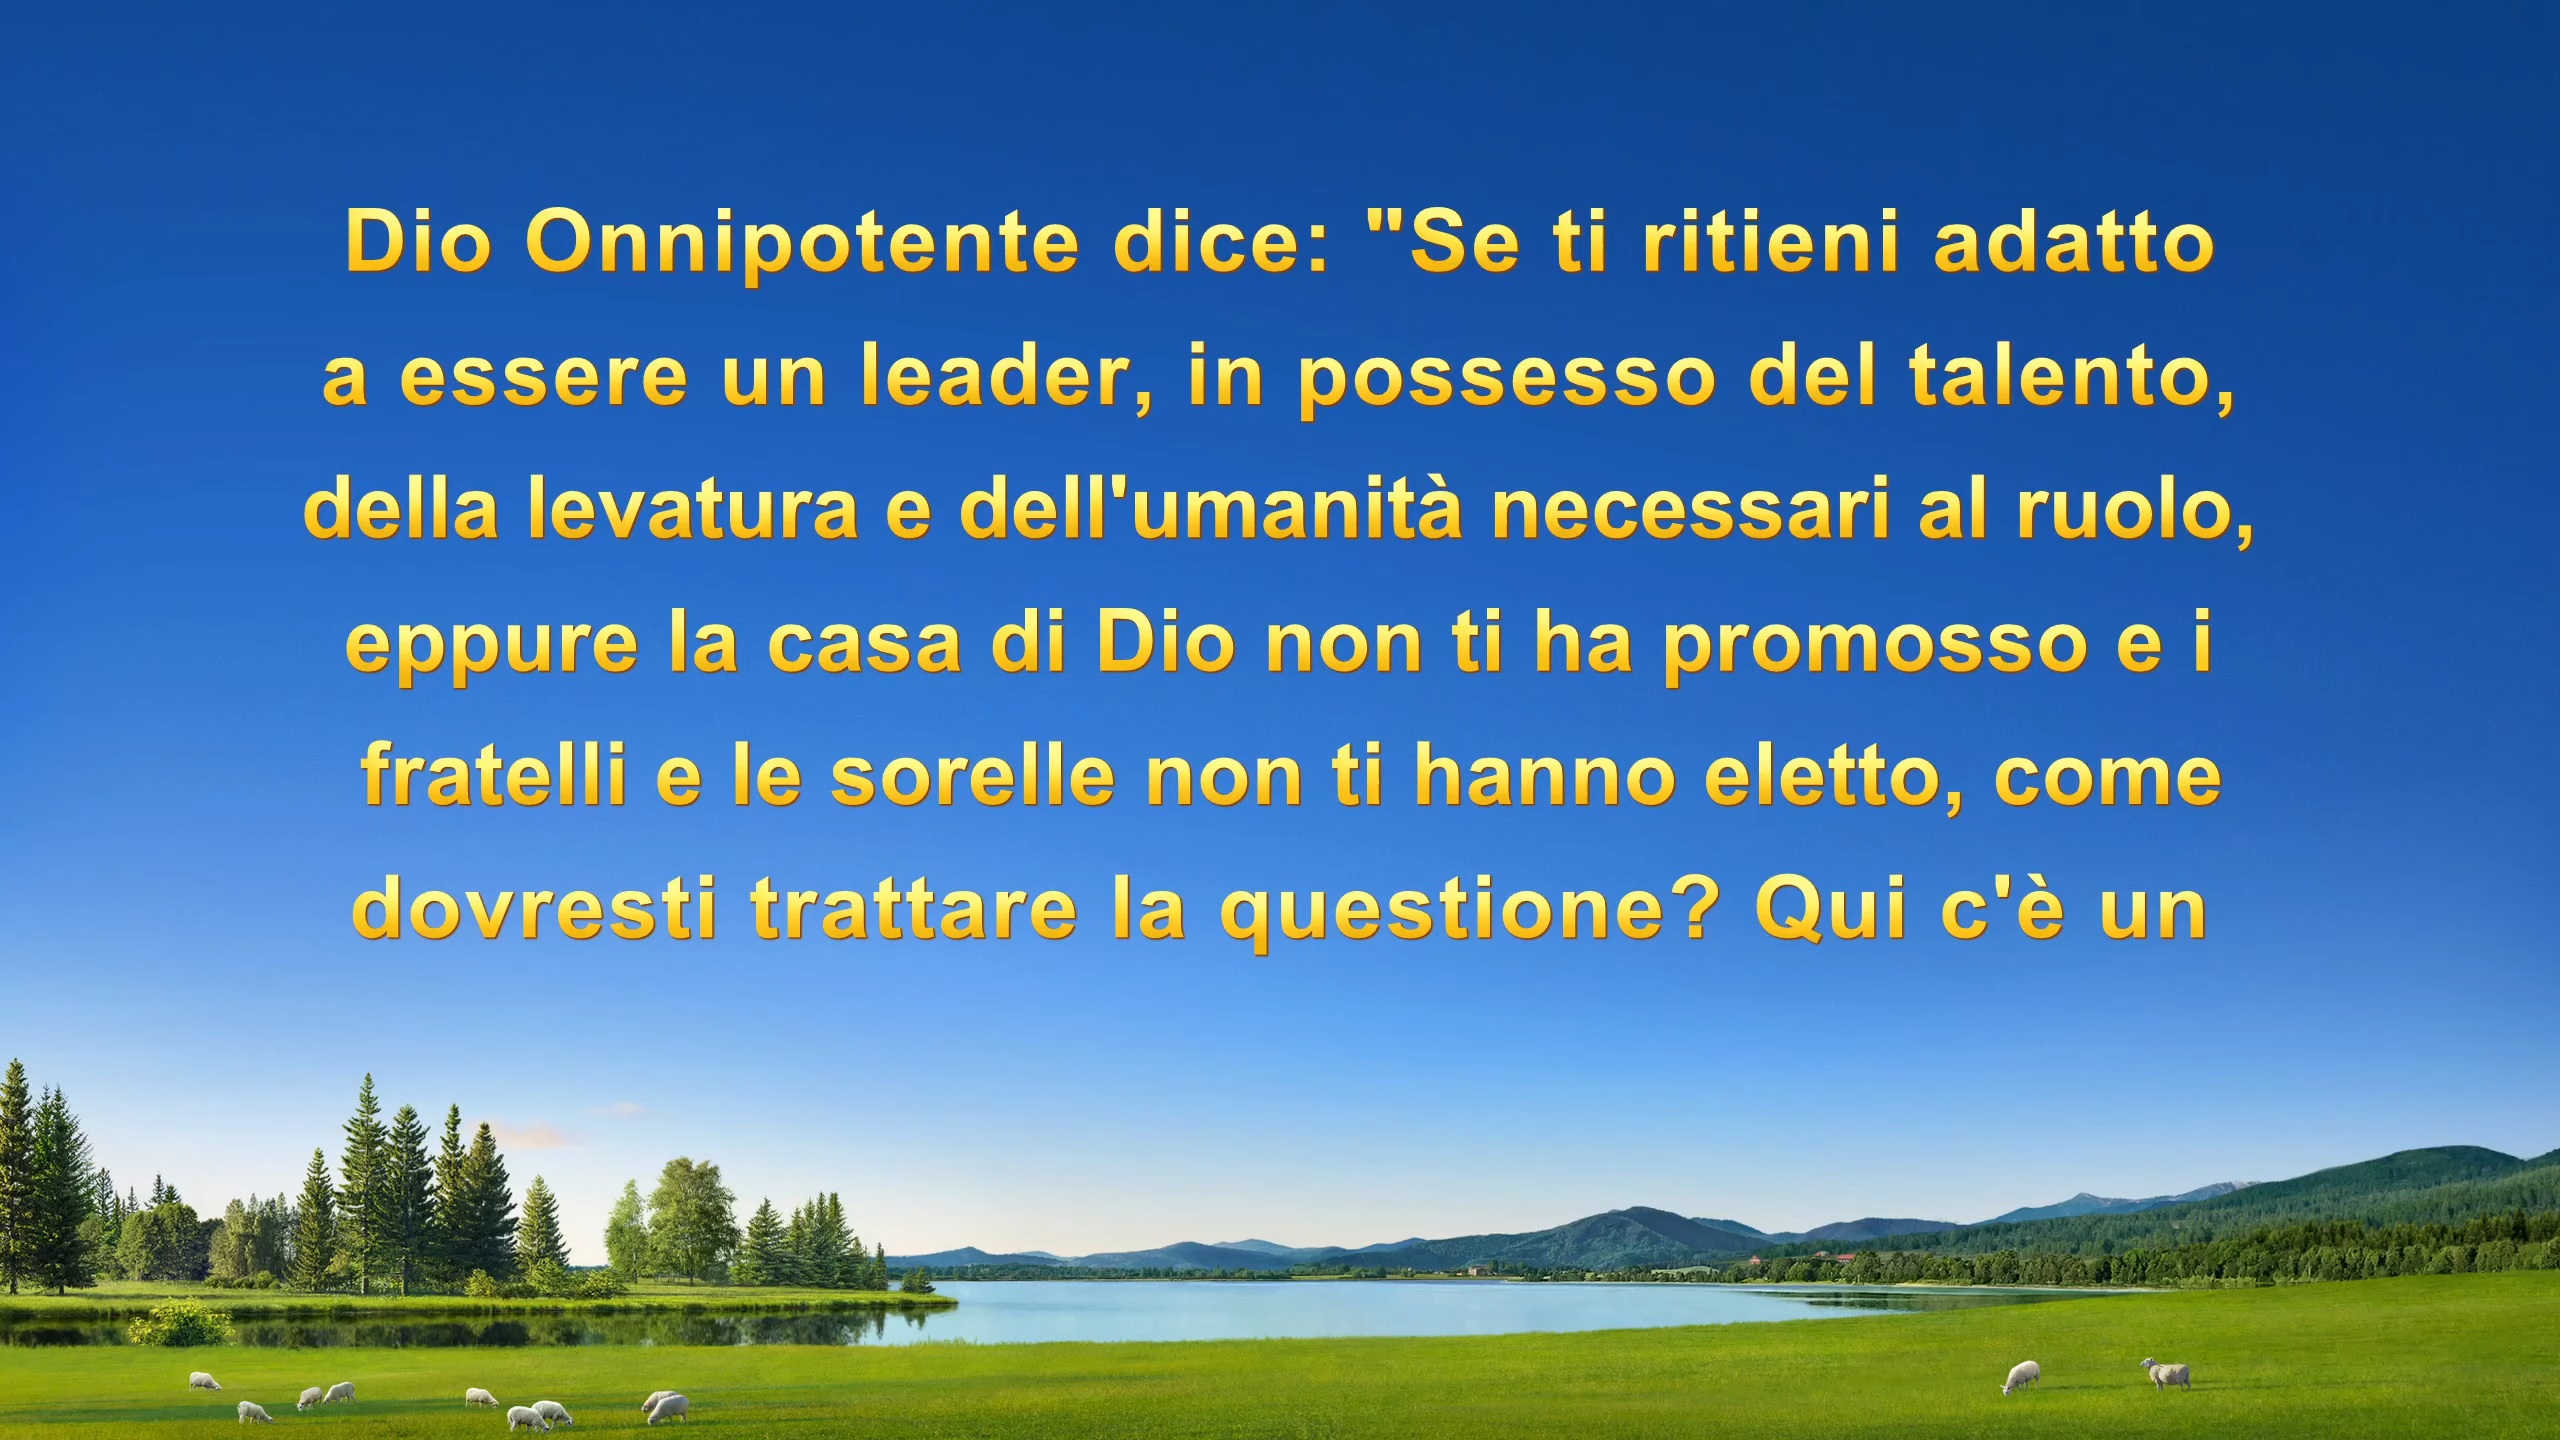 Dio Onnipotente dice: "Se ti ritieni adatto
a essere un leader, in possesso del talento,
della levatura e dell'umanità necessari al ruolo,
eppure la casa di Dio non ti ha promosso e i
fratelli e le sorelle non ti hanno eletto, come
dovresti trattare la questione? Qui c'è un